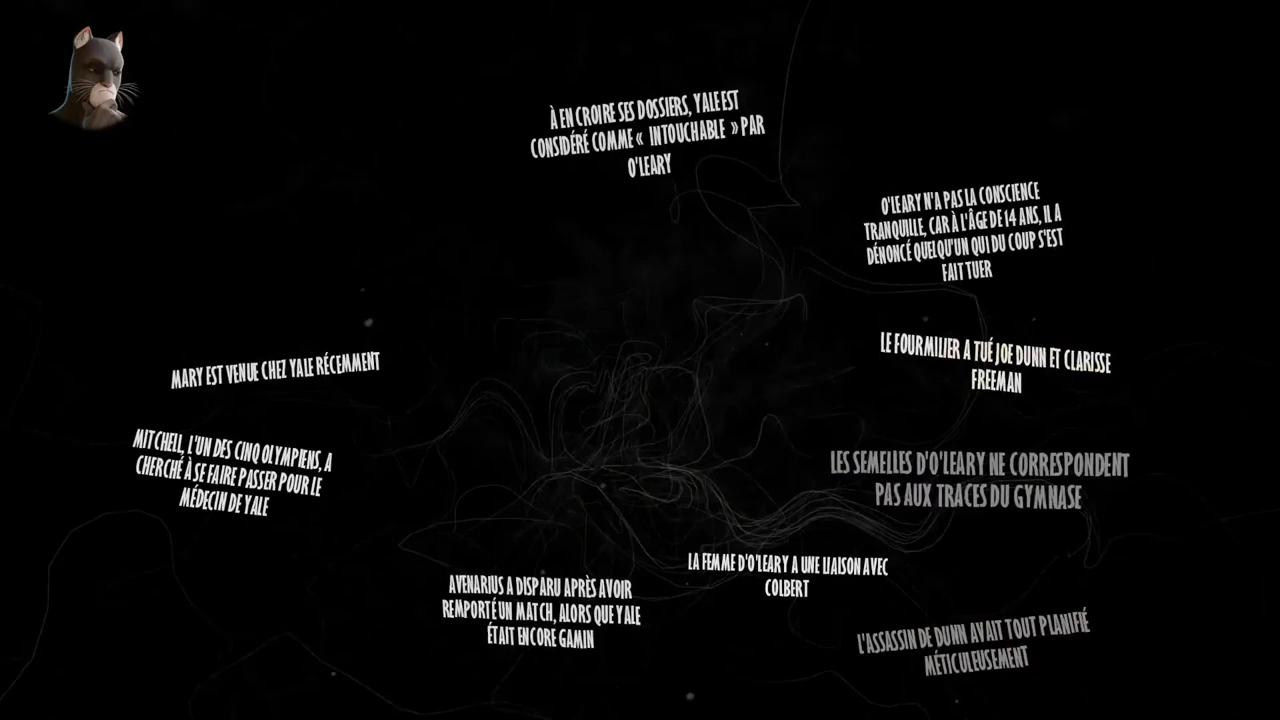 À EN CROIRE SES DOSSIERS, YALE EST
CONSIDÉRÉ COMME « INTOUCHABLE » PAR
O'LEARY
O'LEARY N'A PAS LA CONSCIENCE
TRANQUILLE, CAR À L'ÂGE DE 14 ANS, IL A
DÉNONCÉ QUELQU'UN QUI DU COUP S'EST
FAIT TUER
LE FOURMILIER A TUÉ JOE DUNN ET CLARISSE
FREEMAN
MARY EST VENUE CHEZ YALE RÉCEMMENT
MITCHELL, L'UN DES CINQ OLYMPIENS, A
CHERCHÉ À SE FAIRE PASSER POUR LE
MÉDECIN DE YALE
LES SEMELLES D'O'LEARY NE CORRESPONDENT
PAS AUX TRACES DU GYMNASE
LA FEMME D'O'LEARY A UNE LIAISON AVEC
COLBERT
AVENARIUS A DISPARU APRÈS AVOIR
REMPORTÉ UN MATCH, ALORS QUE YALE
ÉTAIT ENCORE GAMIN
L'ASSASSIN DE DUNN AVAIT TOUT PLANIFIÉ
MÉTICULEUSEMENT